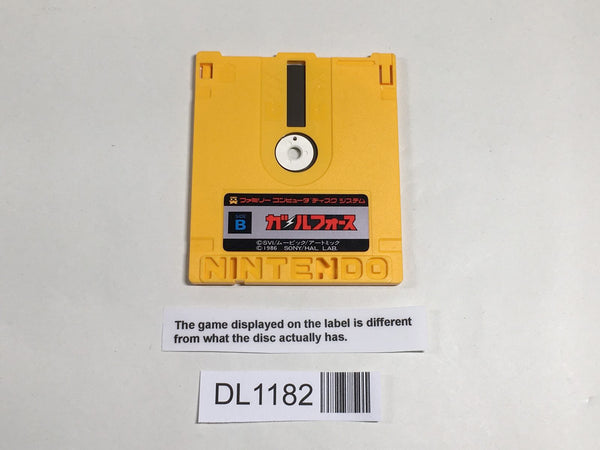 ファミリー コンピュータ ディスク システム
SIDE
B
ガルフォース
©SVI/ムービック/アートミック
©1986 SONY/HAL. LAB.
NINTENDO
The game displayed on the label is different
from what the disc actually has.
DL1182